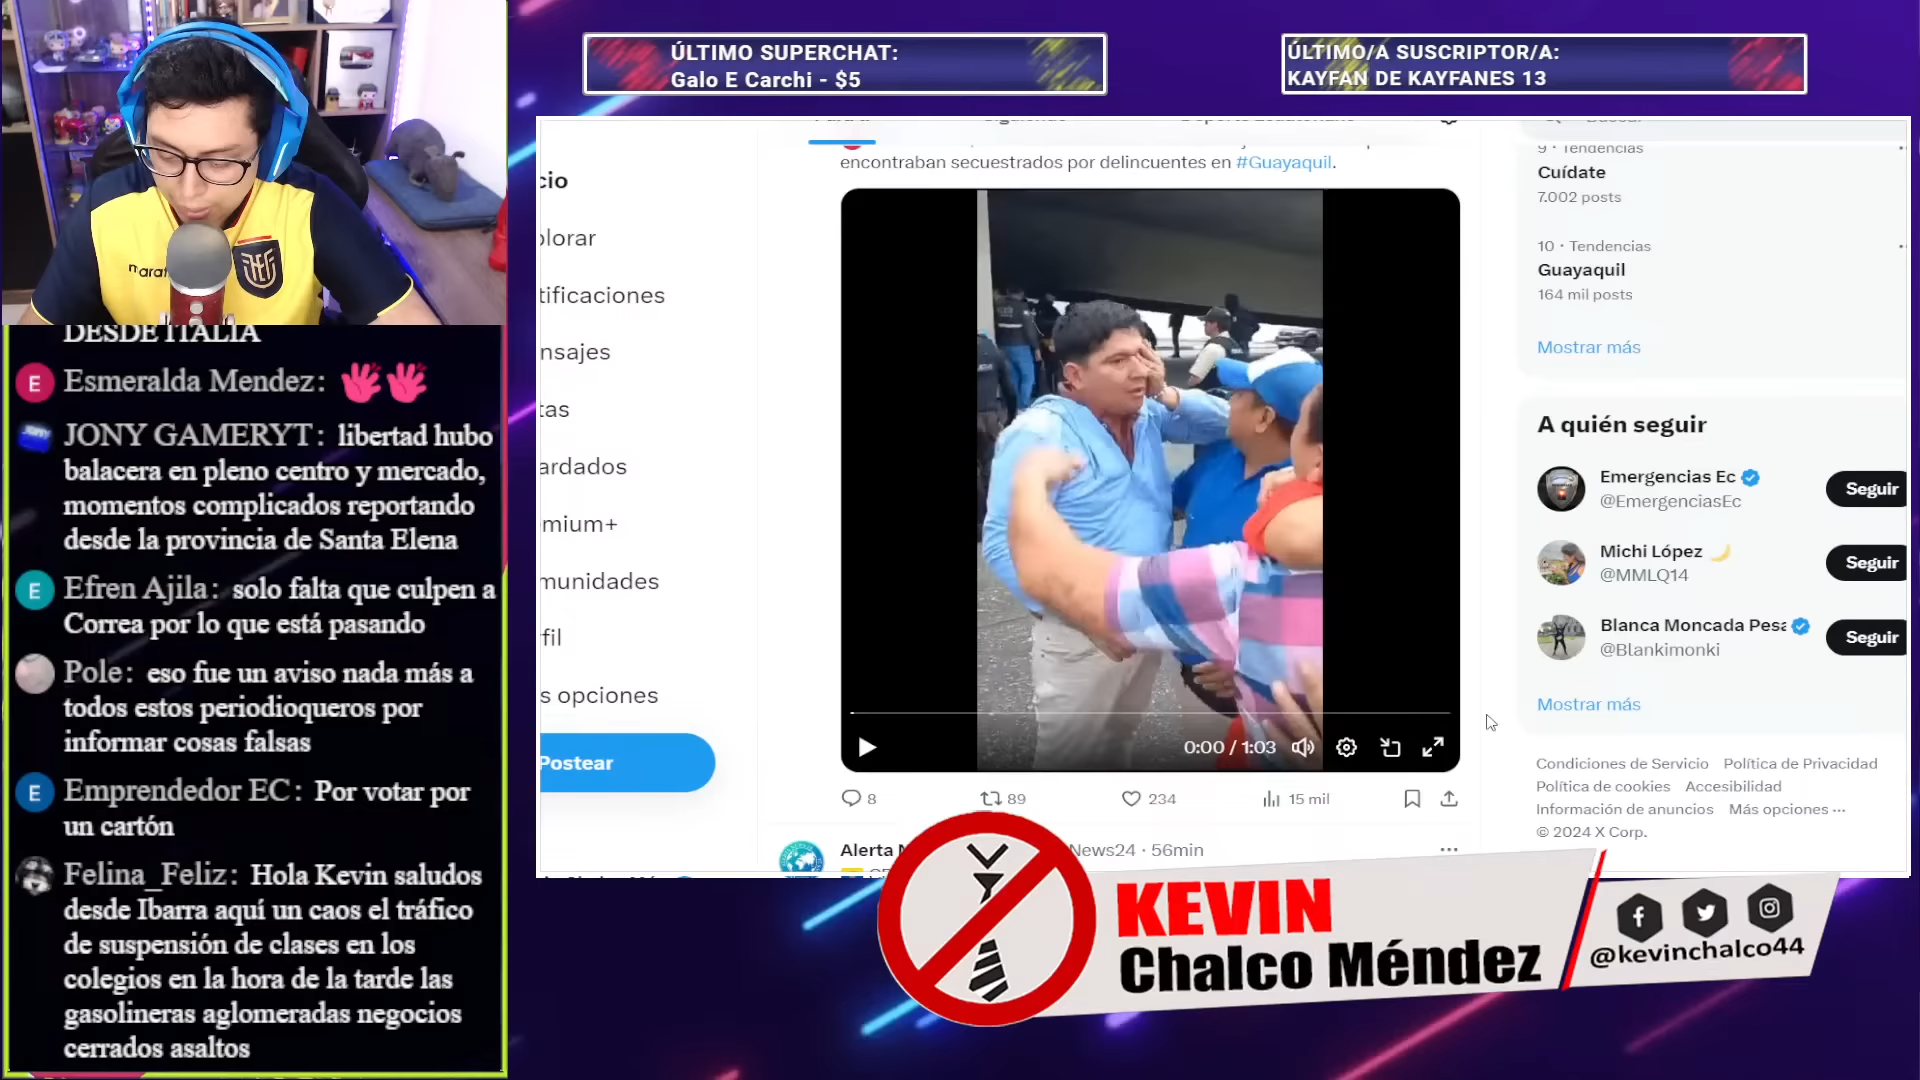 ÚLTIMO SUPERCHAT:
Galo E Carchi - $5
ÚLTIMO/A SUSCRIPTOR/A:
KAYFAN DE KAYFANES 13
marat
DESDE ITALIA
E Esmeralda Mendez:
JONY GAMERYT: libertad hubo
balacera en pleno centro y mercado,
momentos complicados reportando
desde la provincia de Santa Elena
E Efren Ajila: solo falta que culpen a
Correa por lo que está pasando
Pole: eso fue un aviso nada más a
todos estos periodioqueros por
informar cosas falsas
E Emprendedor EC: Por votar por
un cartón
Felina_Feliz: Hola Kevin saludos
desde Ibarra aquí un caos el tráfico
de suspensión de clases en los
colegios en la hora de la tarde las
gasolineras aglomeradas negocios
cerrados asaltos
cio
plorar
tificaciones
nsajes
tas
ardados
mium+
munidades
fil
s opciones
Postear
encontraban secuestrados por delincuentes en #Guayaquil.
0:00 / 1:03
8
89
234
15 mil
Alerta
News24 · 56min
9 · Tendencias
Cuídate
7.002 posts
10 · Tendencias
Guayaquil
164 mil posts
Mostrar más
A quién seguir
Emergencias Ec
@EmergenciasEc
Seguir
Michi López
@MMLQ14
Seguir
Blanca Moncada Pesa
@Blankimonki
Seguir
Mostrar más
Condiciones de Servicio Política de Privacidad
Política de cookies Accesibilidad
Información de anuncios Más opciones ···
© 2024 X Corp.
KEVIN
Chalco Méndez
@kevinchalco44